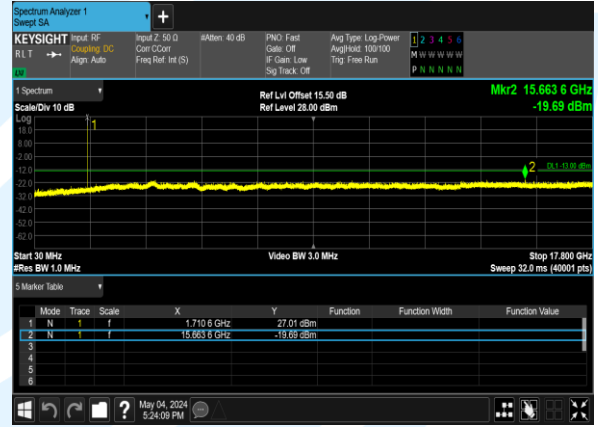 Spectrum Analyzer 1
Swept SA
KEYSIGHT Input: RF Input Z: 50 Ω #Atten: 40 dB PNO: Fast Avg Type: Log-Power 1 2 3 4 5 6
RLT Coupling: DC Corr CCorr Gate: Off Avg|Hold: 100/100 M W W W W W
Align: Auto Freq Ref: Int (S) IF Gain: Low Trig: Free Run
Sig Track: Off P N N N N N
1 Spectrum Ref Lvl Offset 15.50 dB Mkr2 15.663 6 GHz
Scale/Div 10 dB Ref Level 28.00 dBm -19.69 dBm
Log
1
18.0
8.00
-2.00
-12.0
2 DL1 -13.00 dBm
-22.0
-32.0
-42.0
-52.0
-62.0
Start 30 MHz Video BW 3.0 MHz Stop 17.800 GHz
#Res BW 1.0 MHz Sweep 32.0 ms (40001 pts)
5 Marker Table
Mode Trace Scale X Y Function Function Width Function Value
1 N 1 f 1.710 6 GHz 27.01 dBm
2 N 1 f 15.663 6 GHz -19.69 dBm
3
4
5
6
? May 04, 2024
5:24:09 PM